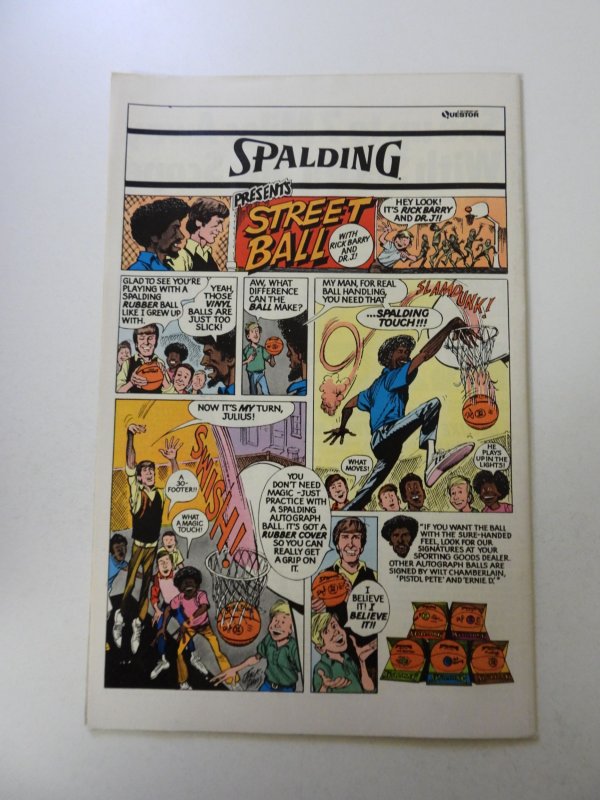 QUESTOR
SPALDING
PRESENTS
STREET
BALL
WITH
RICK BARRY
AND
DR. J!
HEY LOOK!
IT'S RICK BARRY
AND DR. J!!
GLAD TO SEE YOU'RE
PLAYING WITH A
SPALDING
RUBBER BALL
LIKE I GREW UP
WITH.
YEAH,
THOSE
VINYL
BALLS ARE
JUST TOO
SLICK!
AW, WHAT
DIFFERENCE
CAN THE
BALL MAKE?
MY MAN, FOR REAL
BALL HANDLING,
YOU NEED THAT
...SPALDING
TOUCH!!!
SLAM DUNK!
WHAT
MOVES!
HE
PLAYS
UP IN THE
LIGHTS!
NOW IT'S MY TURN,
JULIUS!
A
30-
FOOTER!!
WHAT
A MAGIC
TOUCH!
SWISH!
YOU
DON'T NEED
MAGIC - JUST
PRACTICE WITH
A SPALDING
AUTOGRAPH
BALL. IT'S GOT A
RUBBER COVER
SO YOU CAN
REALLY GET
A GRIP ON
IT.
I
BELIEVE
IT! I
BELIEVE
IT!!
"IF YOU WANT THE BALL
WITH THE SURE-HANDED
FEEL, LOOK FOR OUR
SIGNATURES AT YOUR
SPORTING GOODS DEALER.
OTHER AUTOGRAPH BALLS ARE
SIGNED BY WILT CHAMBERLAIN,
'PISTOL PETE' AND 'ERNIE D.'"